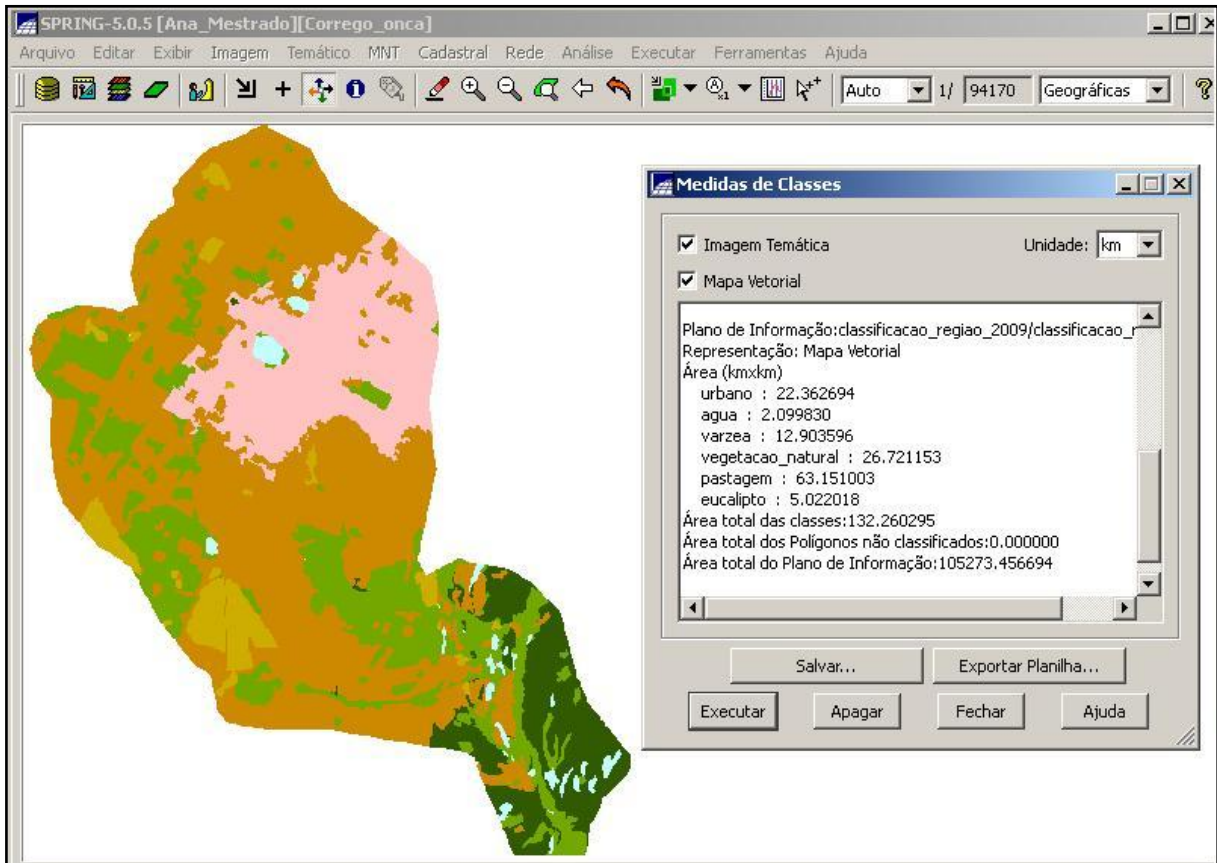 SPRING-5.0.5 [Ana_Mestrado][Corrego_onca]
Arquivo Editar Exibir Imagem Temático MNT Cadastral Rede Análise Executar Ferramentas Ajuda
Auto 1/ 94170 Geográficas
Medidas de Classes
Imagem Temática Unidade: km
Mapa Vetorial
Plano de Informação:classificacao_regiao_2009/classificacao_r
Representação: Mapa Vetorial
Área (kmxkm)
urbano : 22.362694
agua : 2.099830
varzea : 12.903596
vegetacao_natural : 26.721153
pastagem : 63.151003
eucalipto : 5.022018
Área total das classes:132.260295
Área total dos Polígonos não classificados:0.000000
Área total do Plano de Informação:105273.456694
Salvar... Exportar Planilha...
Executar Apagar Fechar Ajuda